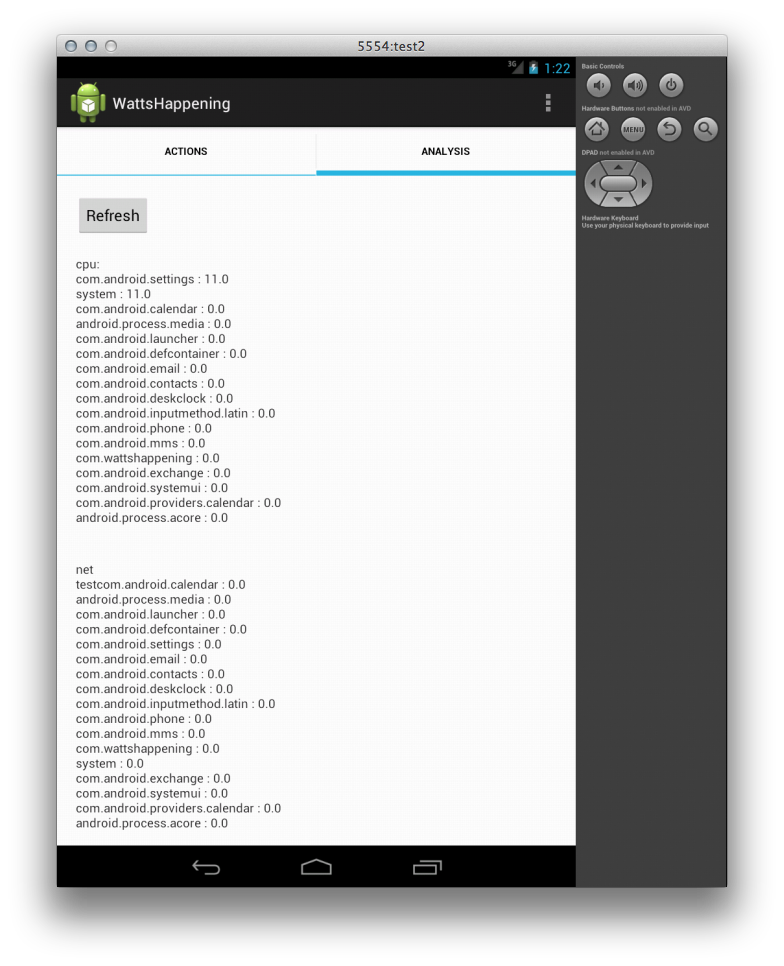 5554:test2
3G 1:22
WattsHappening
ACTIONS ANALYSIS
Refresh
cpu:
com.android.settings : 11.0
system : 11.0
com.android.calendar : 0.0
android.process.media : 0.0
com.android.launcher : 0.0
com.android.defcontainer : 0.0
com.android.email : 0.0
com.android.contacts : 0.0
com.android.deskclock : 0.0
com.android.inputmethod.latin : 0.0
com.android.phone : 0.0
com.android.mms : 0.0
com.wattshappening : 0.0
com.android.exchange : 0.0
com.android.systemui : 0.0
com.android.providers.calendar : 0.0
android.process.acore : 0.0
net
testcom.android.calendar : 0.0
android.process.media : 0.0
com.android.launcher : 0.0
com.android.defcontainer : 0.0
com.android.settings : 0.0
com.android.email : 0.0
com.android.contacts : 0.0
com.android.deskclock : 0.0
com.android.inputmethod.latin : 0.0
com.android.phone : 0.0
com.android.mms : 0.0
com.wattshappening : 0.0
system : 0.0
com.android.exchange : 0.0
com.android.systemui : 0.0
com.android.providers.calendar : 0.0
android.process.acore : 0.0
Basic Controls
Hardware Buttons not enabled in AVD
MENU
DPAD not enabled in AVD
Hardware Keyboard
Use your physical keyboard to provide input